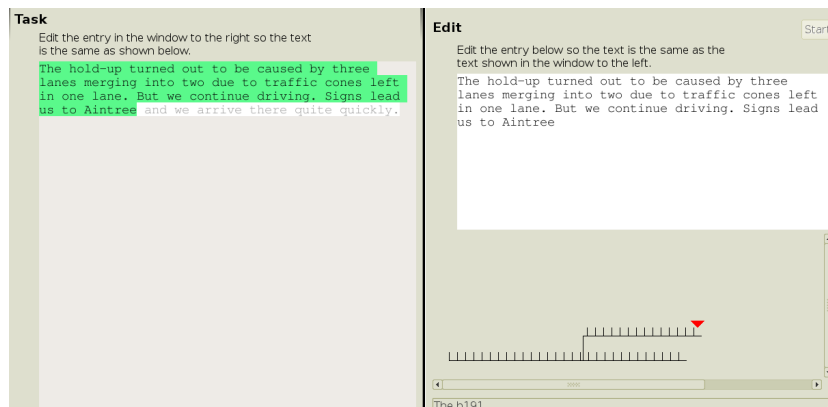 Task
Edit the entry in the window to the right so the text
is the same as shown below.
The hold-up turned out to be caused by three
lanes merging into two due to traffic cones left
in one lane. But we continue driving. Signs lead
us to Aintree and we arrive there quite quickly.
Edit
Start
Edit the entry below so the text is the same as the
text shown in the window to the left.
The hold-up turned out to be caused by three
lanes merging into two due to traffic cones left
in one lane. But we continue driving. Signs lead
us to Aintree
The h191